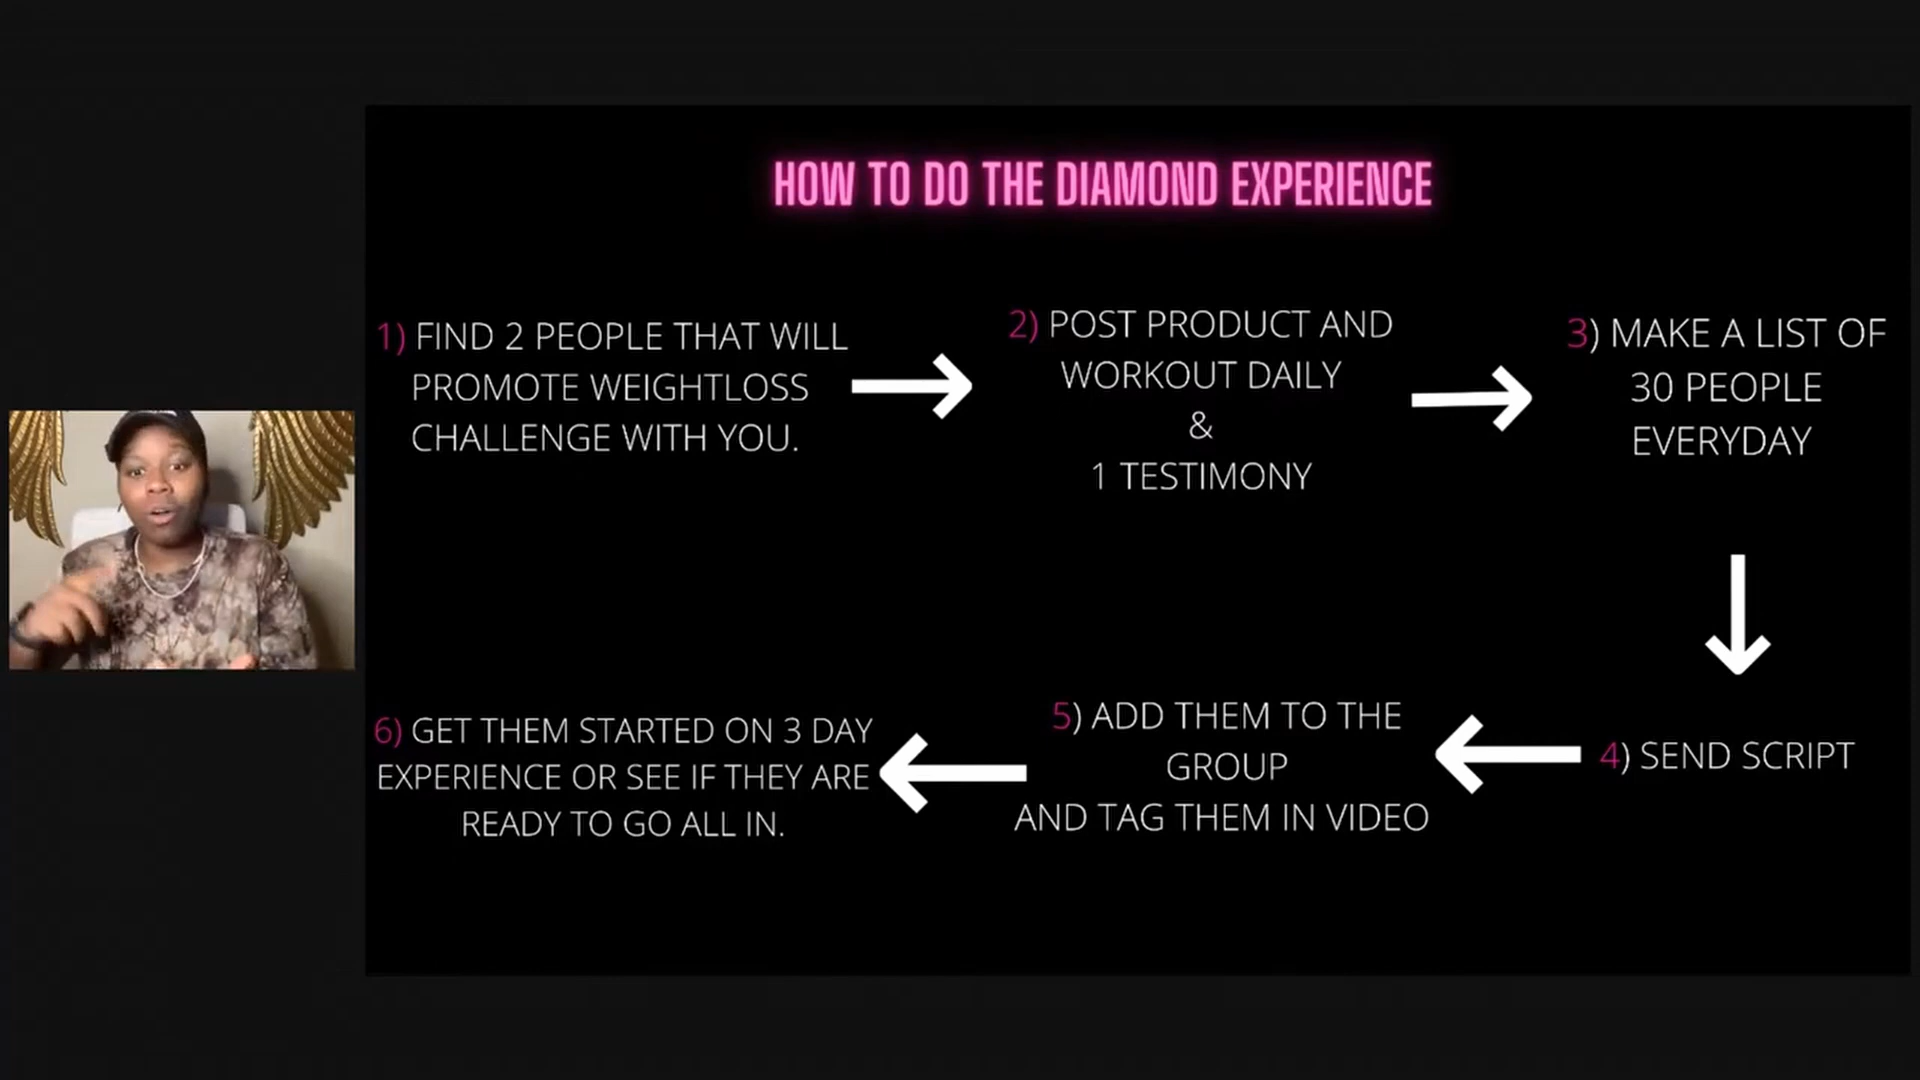 HOW TO DO THE DIAMOND EXPERIENCE
1) FIND 2 PEOPLE THAT WILL
PROMOTE WEIGHTLOSS
CHALLENGE WITH YOU.
2) POST PRODUCT AND
WORKOUT DAILY
&
1 TESTIMONY
3) MAKE A LIST OF
30 PEOPLE
EVERYDAY
4) SEND SCRIPT
5) ADD THEM TO THE
GROUP
AND TAG THEM IN VIDEO
6) GET THEM STARTED ON 3 DAY
EXPERIENCE OR SEE IF THEY ARE
READY TO GO ALL IN.